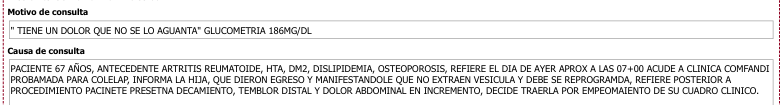 Motivo de consulta
" TIENE UN DOLOR QUE NO SE LO AGUANTA" GLUCOMETRIA 186MG/DL
Causa de consulta
PACIENTE 67 AÑOS, ANTECEDENTE ARTRITIS REUMATOIDE, HTA, DM2, DISLIPIDEMIA, OSTEOPOROSIS, REFIERE EL DIA DE AYER APROX A LAS 07+00 ACUDE A CLINICA COMFANDI
PROBAMADA PARA COLELAP, INFORMA LA HIJA, QUE DIERON EGRESO Y MANIFESTANDOLE QUE NO EXTRAEN VESICULA Y DEBE SE REPROGRAMDA, REFIERE POSTERIOR A
PROCEDIMIENTO PACINETE PRESETNA DECAMIENTO, TEMBLOR DISTAL Y DOLOR ABDOMINAL EN INCREMENTO, DECIDE TRAERLA POR EMPEOMAIENTO DE SU CUADRO CLINICO.